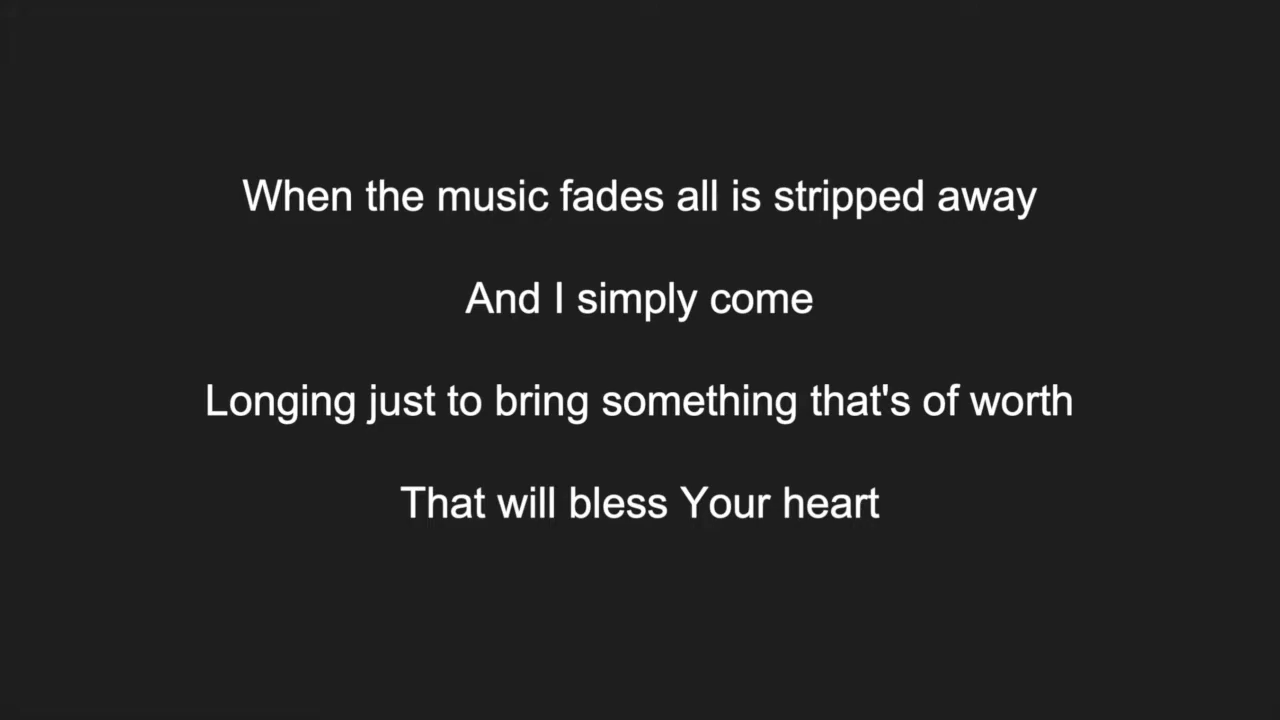 When the music fades all is stripped away
And I simply come
Longing just to bring something that's of worth
That will bless Your heart